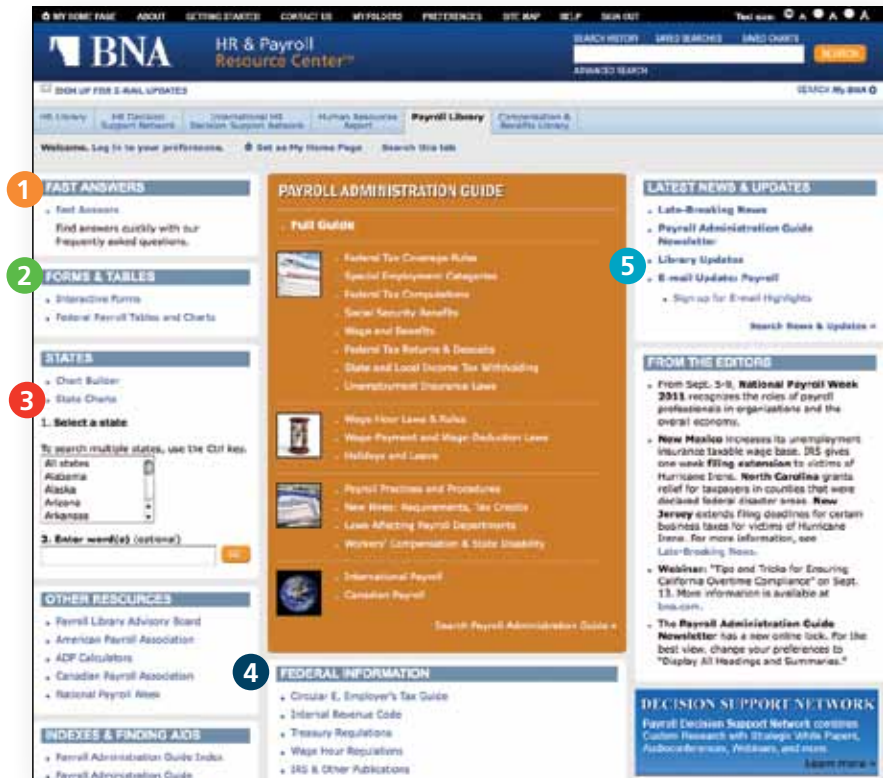 MY HOME PAGE ABOUT GETTING STARTED CONTACT US MY FOLDERS PREFERENCES SITE MAP HELP SIGN OUT Text size: A A A
BNA
HR & Payroll
Resource Center™
SEARCH HISTORY SAVED SEARCHES SAVED CHARTS
SEARCH
ADVANCED SEARCH
SIGN UP FOR E-MAIL UPDATES
SEARCH My BNA
HR Library
HR Decision
Support Network
International HR
Decision Support Network
Human Resources
Report
Payroll Library
Compensation &
Benefits Library
Welcome. Log in to your preferences. Set as My Home Page Search this tab
1
FAST ANSWERS
Fast Answers
Find answers quickly with our
frequently asked questions.
2
FORMS & TABLES
Interactive Forms
Federal Payroll Tables and Charts
STATES
Chart Builder
3
State Charts
1. Select a state
To search multiple states, use the Ctrl key.
All states
Alabama
Alaska
Arizona
Arkansas
2. Enter word(s) (optional)
GO
OTHER RESOURCES
Payroll Library Advisory Board
American Payroll Association
ADP Calculators
Canadian Payroll Association
National Payroll Week
INDEXES & FINDING AIDS
Payroll Administration Guide Index
Payroll Administration Guide
PAYROLL ADMINISTRATION GUIDE
Full Guide
Federal Tax Coverage Rules
Special Employment Categories
Federal Tax Computations
Social Security Benefits
Wage and Benefits
Federal Tax Returns & Deposits
State and Local Income Tax Withholding
Unemployment Insurance Laws
Wage-Hour Laws & Rules
Wage Payment and Wage Deduction Laws
Holidays and Leave
Payroll Practices and Procedures
New Hires: Requirements, Tax Credits
Laws Affecting Payroll Departments
Workers' Compensation & State Disability
International Payroll
Canadian Payroll
Search Payroll Administration Guide »
4
FEDERAL INFORMATION
Circular E, Employer's Tax Guide
Internal Revenue Code
Treasury Regulations
Wage Hour Regulations
IRS & Other Publications
LATEST NEWS & UPDATES
Late-Breaking News
Payroll Administration Guide
Newsletter
5
Library Updates
E-mail Updates: Payroll
Sign up for E-mail Highlights
Search News & Updates »
FROM THE EDITORS
From Sept. 5-9, National Payroll Week
2011 recognizes the roles of payroll
professionals in organizations and the
overall economy.
New Mexico increases its unemployment
insurance taxable wage base. IRS gives
one week filing extension to victims of
Hurricane Irene. North Carolina grants
relief for taxpayers in counties that were
declared federal disaster areas. New
Jersey extends filing deadlines for certain
business taxes for victims of Hurricane
Irene. For more information, see
Late-Breaking News.
Webinar: "Tips and Tricks for Ensuring
California Overtime Compliance" on Sept.
13. More information is available at
bna.com.
The Payroll Administration Guide
Newsletter has a new online look. For the
best view, change your preferences to
"Display All Headings and Summaries."
DECISION SUPPORT NETWORK
Payroll Decision Support Network combines
Custom Research with Strategic White Papers,
Audioconferences, Webinars, and more.
Learn more »